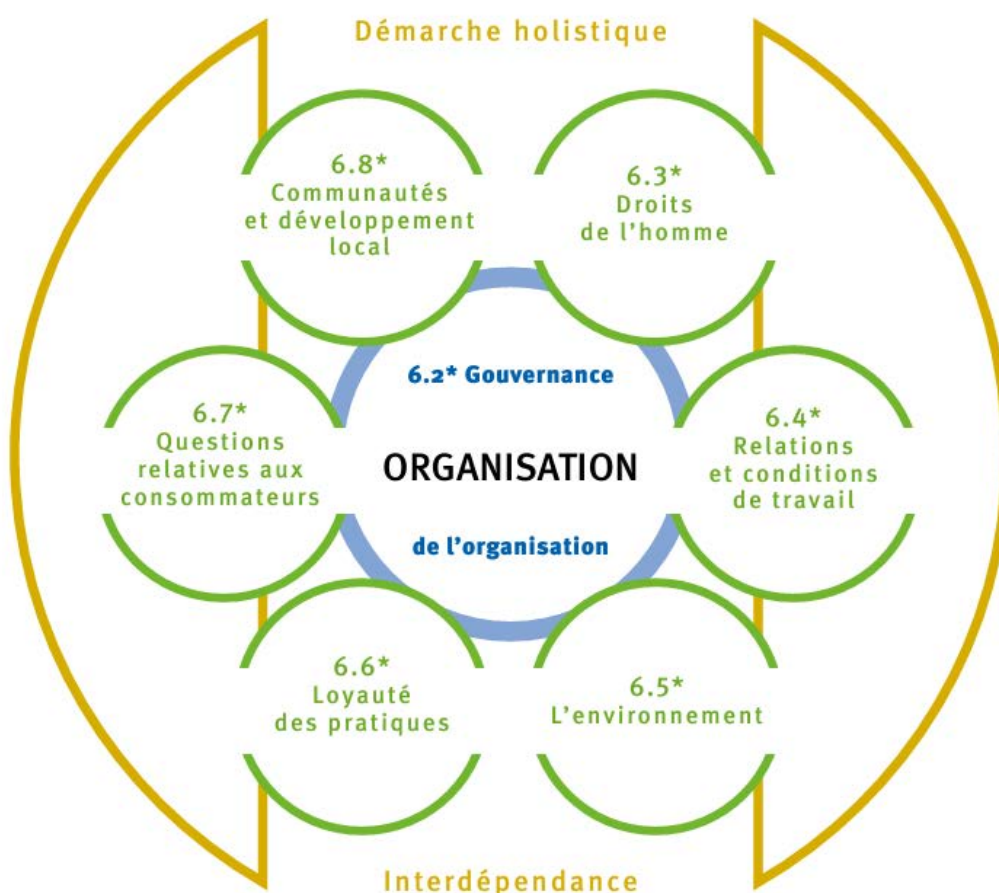 Démarche holistique
6.8*
Communautés
et développement
local
6.3*
Droits
de l'homme
6.2* Gouvernance
6.7*
Questions
relatives aux
consommateurs
ORGANISATION
6.4*
Relations
et conditions
de travail
de l'organisation
6.6*
Loyauté
des pratiques
6.5*
L'environnement
Interdépendance